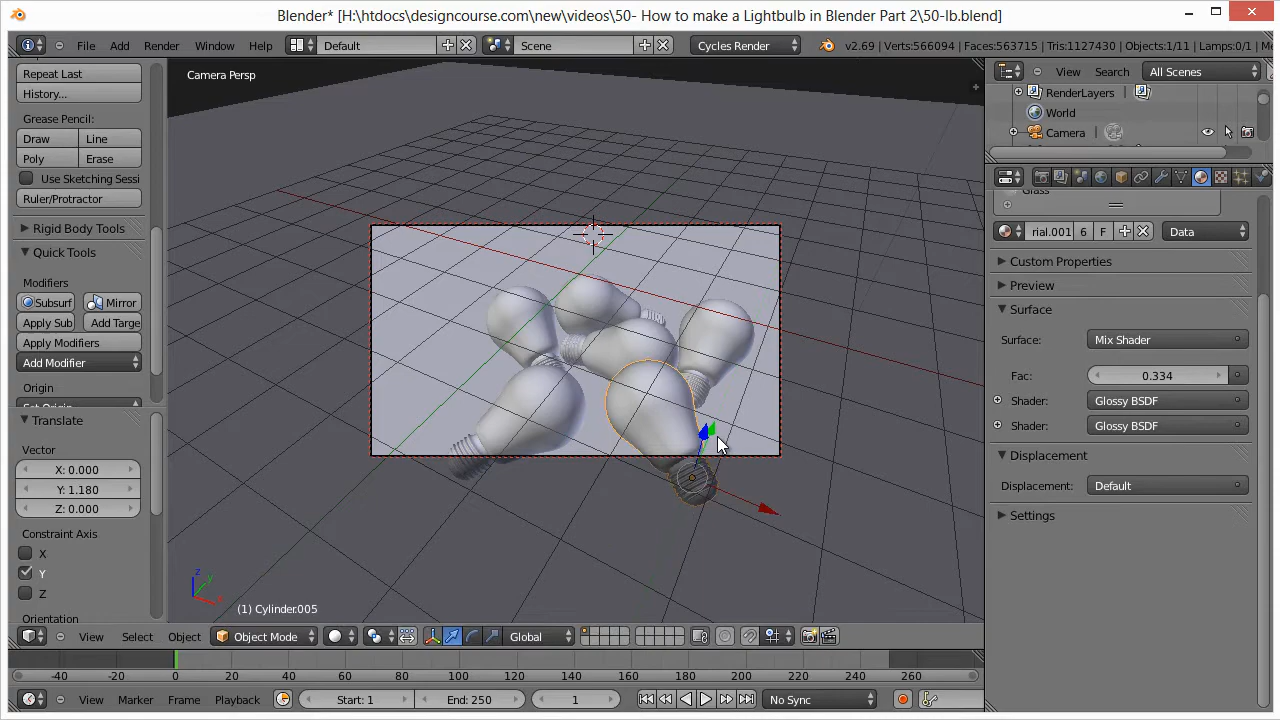 Blender* [H:\htdocs\designcourse.com\new\videos\50- How to make a Lightbulb in Blender Part 2\50-lb.blend]
File Add Render Window Help Default Scene Cycles Render v2.69 | Verts:566094 | Faces:563715 | Tris:1127430 | Objects:1/11 | Lamps:0/1 | Me
Repeat Last
History...
Grease Pencil:
Draw Line
Poly Erase
Use Sketching Sessi
Ruler/Protractor
Rigid Body Tools
Quick Tools
Modifiers
Subsurf Mirror
Apply Sub Add Targe
Apply Modifiers
Add Modifier
Origin
Set Origin
Translate
Vector
X: 0.000
Y: 1.180
Z: 0.000
Constraint Axis
X
Y
Z
Orientation
Camera Persp
z
y
x
(1) Cylinder.005
View Search All Scenes
RenderLayers
World
Camera
Glass
rial.001 6 F Data
Custom Properties
Preview
Surface
Surface: Mix Shader
Fac: 0.334
Shader: Glossy BSDF
Shader: Glossy BSDF
Displacement
Displacement: Default
Settings
View Select Object Object Mode Global
-40 -20 0 20 40 60 80 100 120 140 160 180 200 220 240 260
View Marker Frame Playback Start: 1 End: 250 1 No Sync